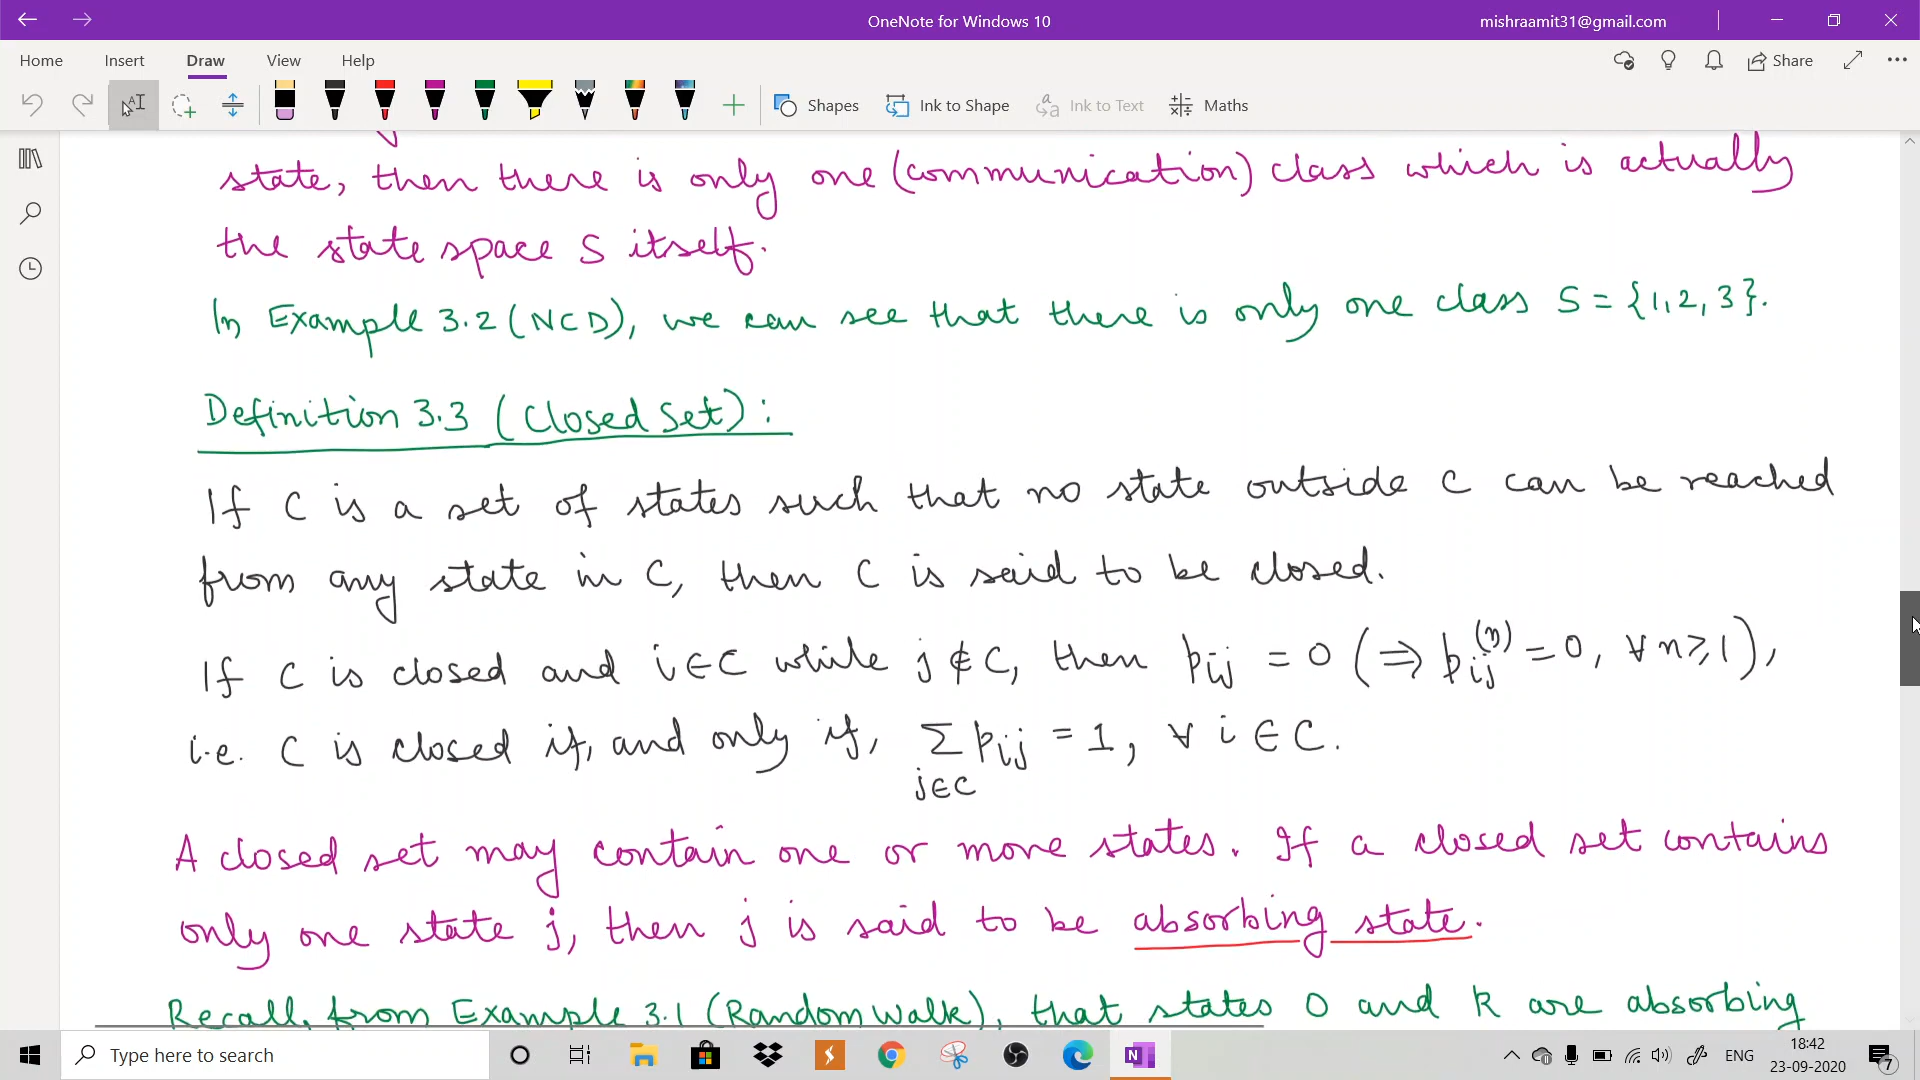 OneNote for Windows 10
mishraamit31@gmail.com
Home Insert Draw View Help
Share
Shapes Ink to Shape Ink to Text Maths
state, then there is only one (communication) class which is actually
the state space S itself.
In Example 3.2 (NCD), we can see that there is only one class S = {1, 2, 3}.
Definition 3.3 (Closed Set):
If C is a set of states such that no state outside C can be reached
from any state in C, then C is said to be closed.
If C is closed and i ∈ C while j ∉ C, then p_ij = 0 (⇒ p_ij^(n) = 0, ∀ n ≥ 1),
i.e. C is closed if, and only if, Σ_{j∈C} p_ij = 1, ∀ i ∈ C.
A closed set may contain one or more states. If a closed set contains
only one state j, then j is said to be absorbing state.
Recall, from Example 3.1 (Random Walk), that states 0 and k are absorbing
Type here to search
ENG
18:42
23-09-2020
7